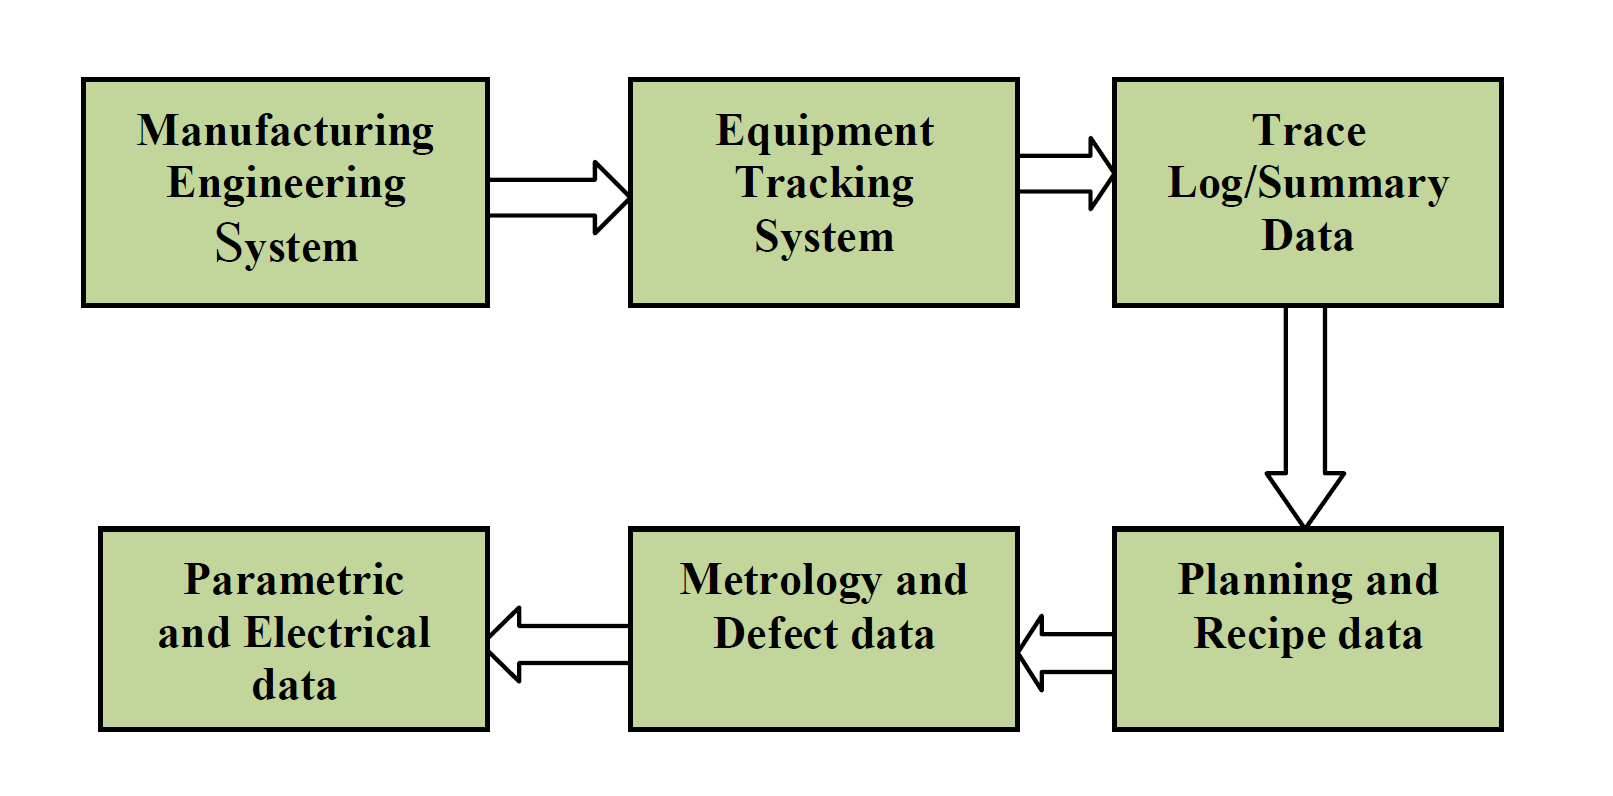 Manufacturing
Engineering
System
Equipment
Tracking
System
Trace
Log/Summary
Data
Parametric
and Electrical
data
Metrology and
Defect data
Planning and
Recipe data